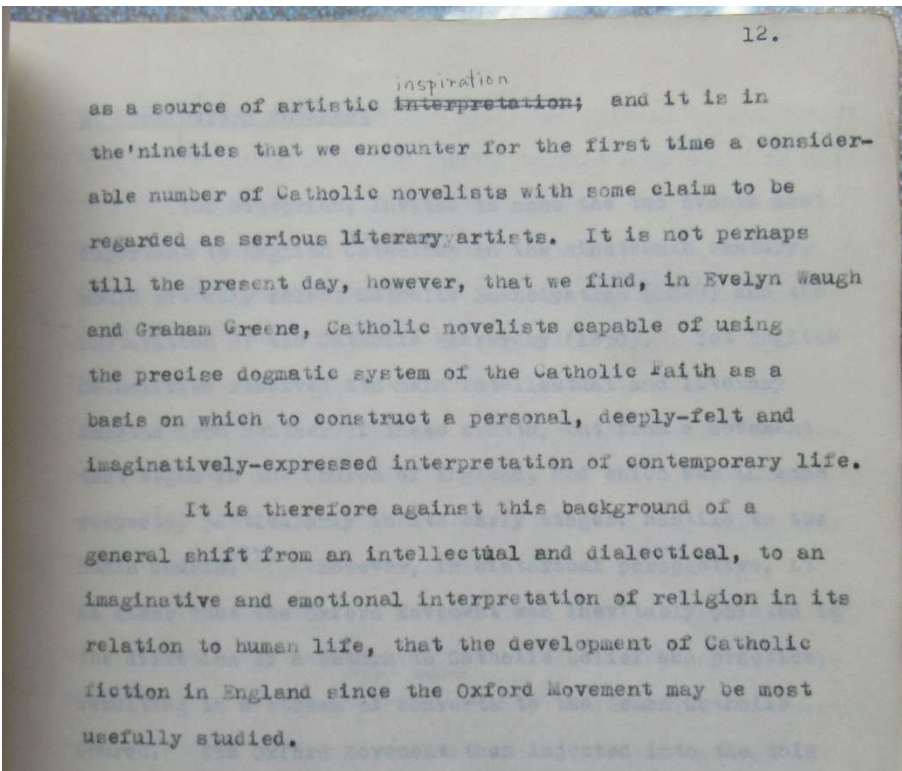 12.
inspiration
as a source of artistic interpretation; and it is in
the'nineties that we encounter for the first time a consider-
able number of Catholic novelists with some claim to be
regarded as serious literary,artists. It is not perhaps
till the present day, however, that we find, in Evelyn Waugh
and Graham Greene, Catholic novelists capable of using
the precise dogmatic system of the Catholic Faith as a
basis on which to construct a personal, deeply-felt and
imaginatively-expressed interpretation of contemporary life.
It is therefore against this background of a
general shift from an intellectual and dialectical, to an
imaginative and emotional interpretation of religion in its
relation to human life, that the development of Catholic
fiction in England since the Oxford Movement may be most
usefully studied.